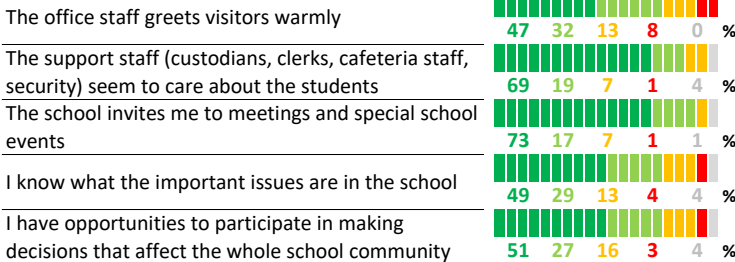 The office staff greets visitors warmly
47 32 13 8 0 %
The support staff (custodians, clerks, cafeteria staff,
security) seem to care about the students
69 19 7 1 4 %
The school invites me to meetings and special school
events
73 17 7 1 1 %
I know what the important issues are in the school
49 29 13 4 4 %
I have opportunities to participate in making
decisions that affect the whole school community
51 27 16 3 4 %